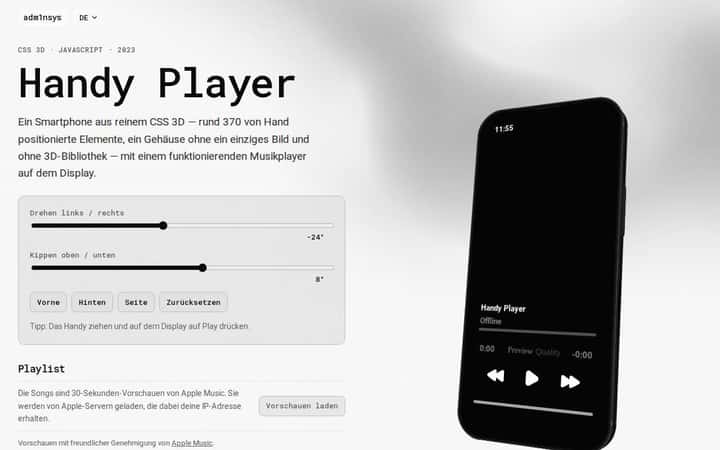 adm1nsys
DE
CSS 3D · JAVASCRIPT · 2023
Handy Player
Ein Smartphone aus reinem CSS 3D — rund 370 von Hand
positionierte Elemente, ein Gehäuse ohne ein einziges Bild und
ohne 3D-Bibliothek — mit einem funktionierenden Musikplayer
auf dem Display.
Drehen links / rechts
-24°
Kippen oben / unten
8°
Vorne
Hinten
Seite
Zurücksetzen
Tipp: Das Handy ziehen und auf dem Display auf Play drücken.
Playlist
Die Songs sind 30-Sekunden-Vorschauen von Apple Music. Sie
werden von Apple-Servern geladen, die dabei deine IP-Adresse
erhalten.
Vorschauen laden
Vorschauen mit freundlicher Genehmigung von Apple Music.
11:55
Handy Player
Offline
0:00
Preview Quality
-0:00